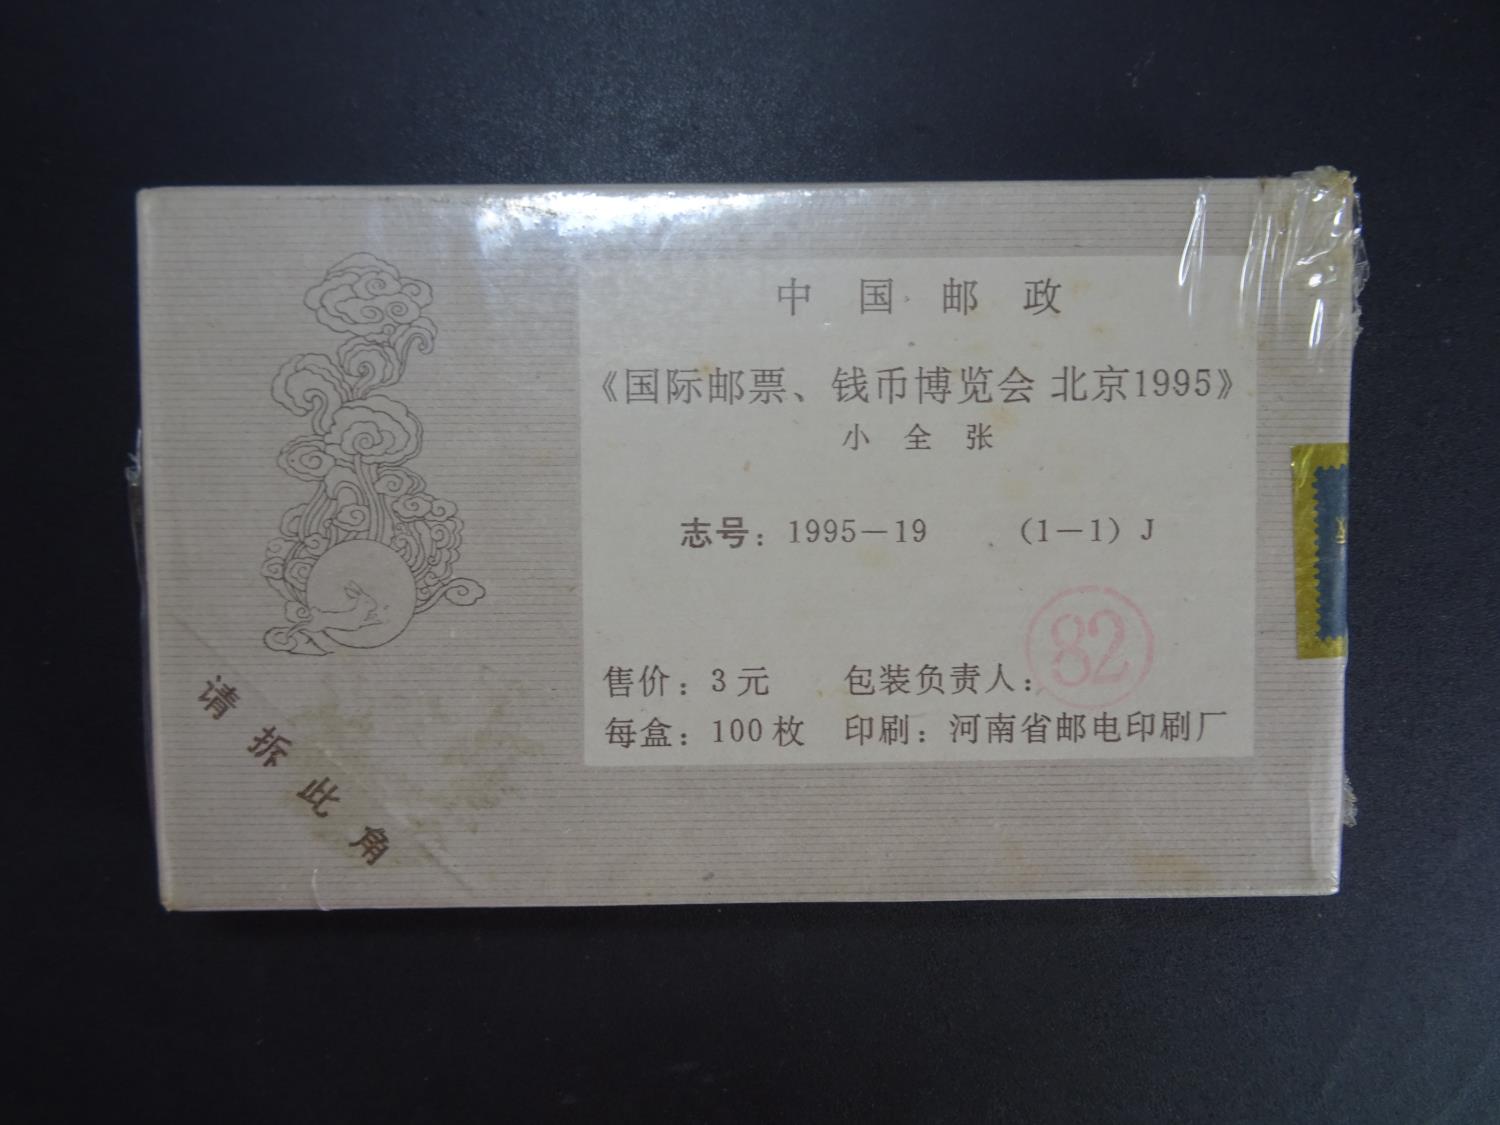 中国邮政
《国际邮票、钱币博览会 北京1995》
小全张
志号：1995－19 （1－1）J
82
售价：3元 包装负责人：
每盒：100枚 印刷：河南省邮电印刷厂
请拆此角